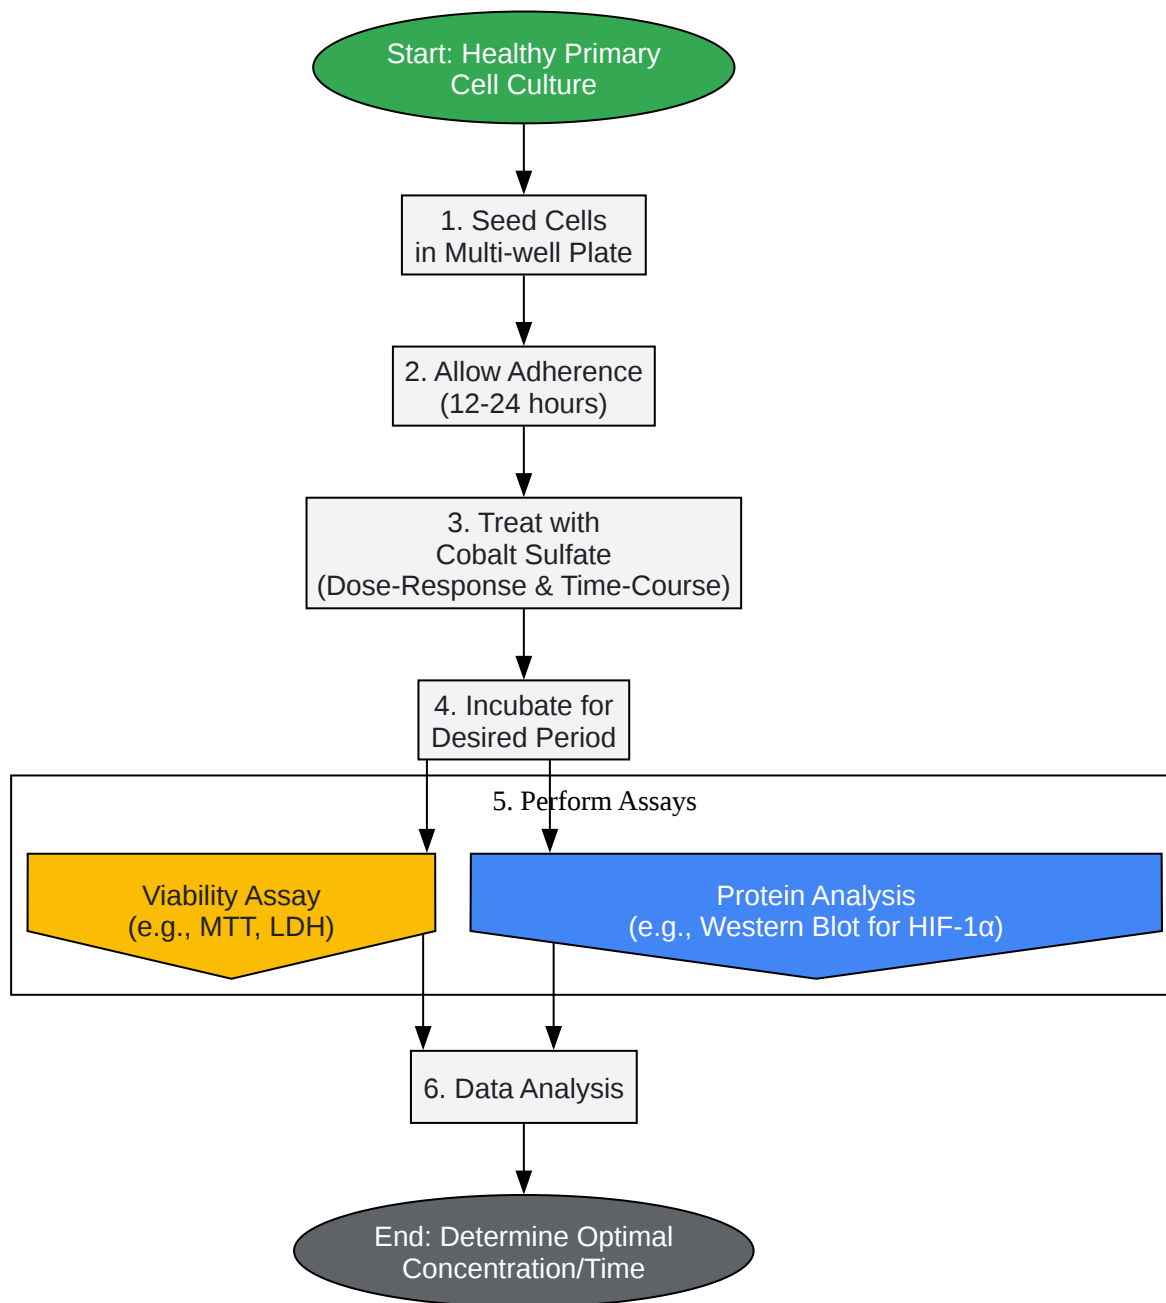 Start: Healthy Primary
Cell Culture
1. Seed Cells
in Multi-well Plate
2. Allow Adherence
(12-24 hours)
3. Treat with
Cobalt Sulfate
(Dose-Response & Time-Course)
4. Incubate for
Desired Period
5. Perform Assays
Viability Assay
(e.g., MTT, LDH)
Protein Analysis
(e.g., Western Blot for HIF-1α)
6. Data Analysis
End: Determine Optimal
Concentration/Time